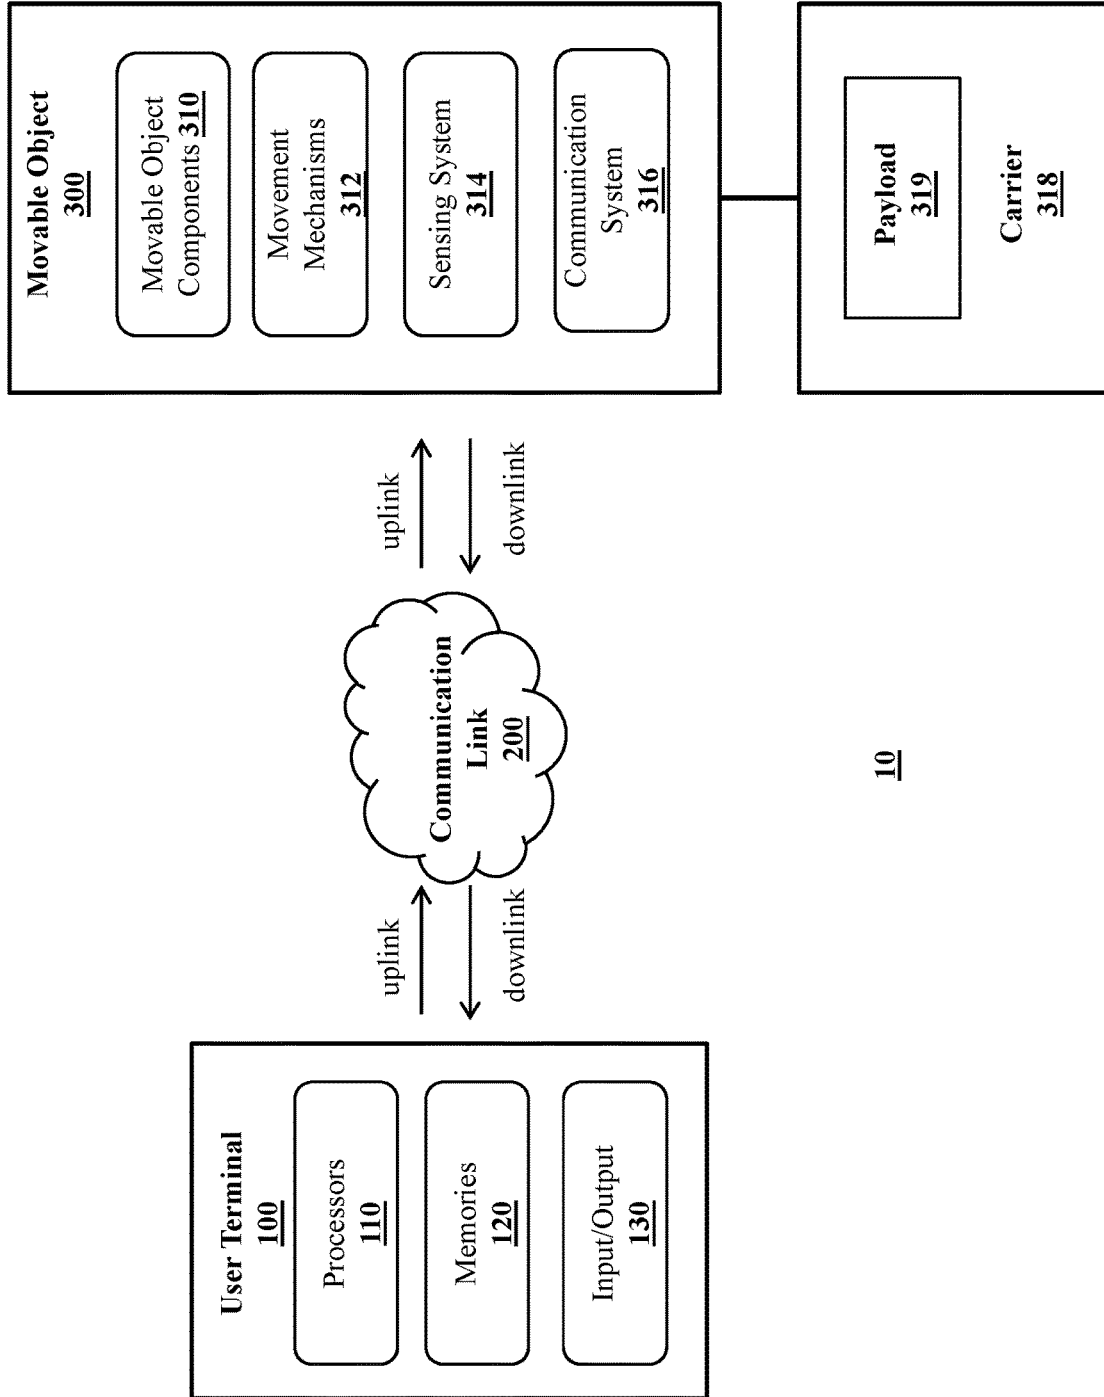 User Terminal
100
Processors
110
Memories
120
Input/Output
130
uplink
downlink
Communication
Link
200
uplink
downlink
Movable Object
300
Movable Object
Components 310
Movement
Mechanisms
312
Sensing System
314
Communication
System
316
Payload
319
Carrier
318
10